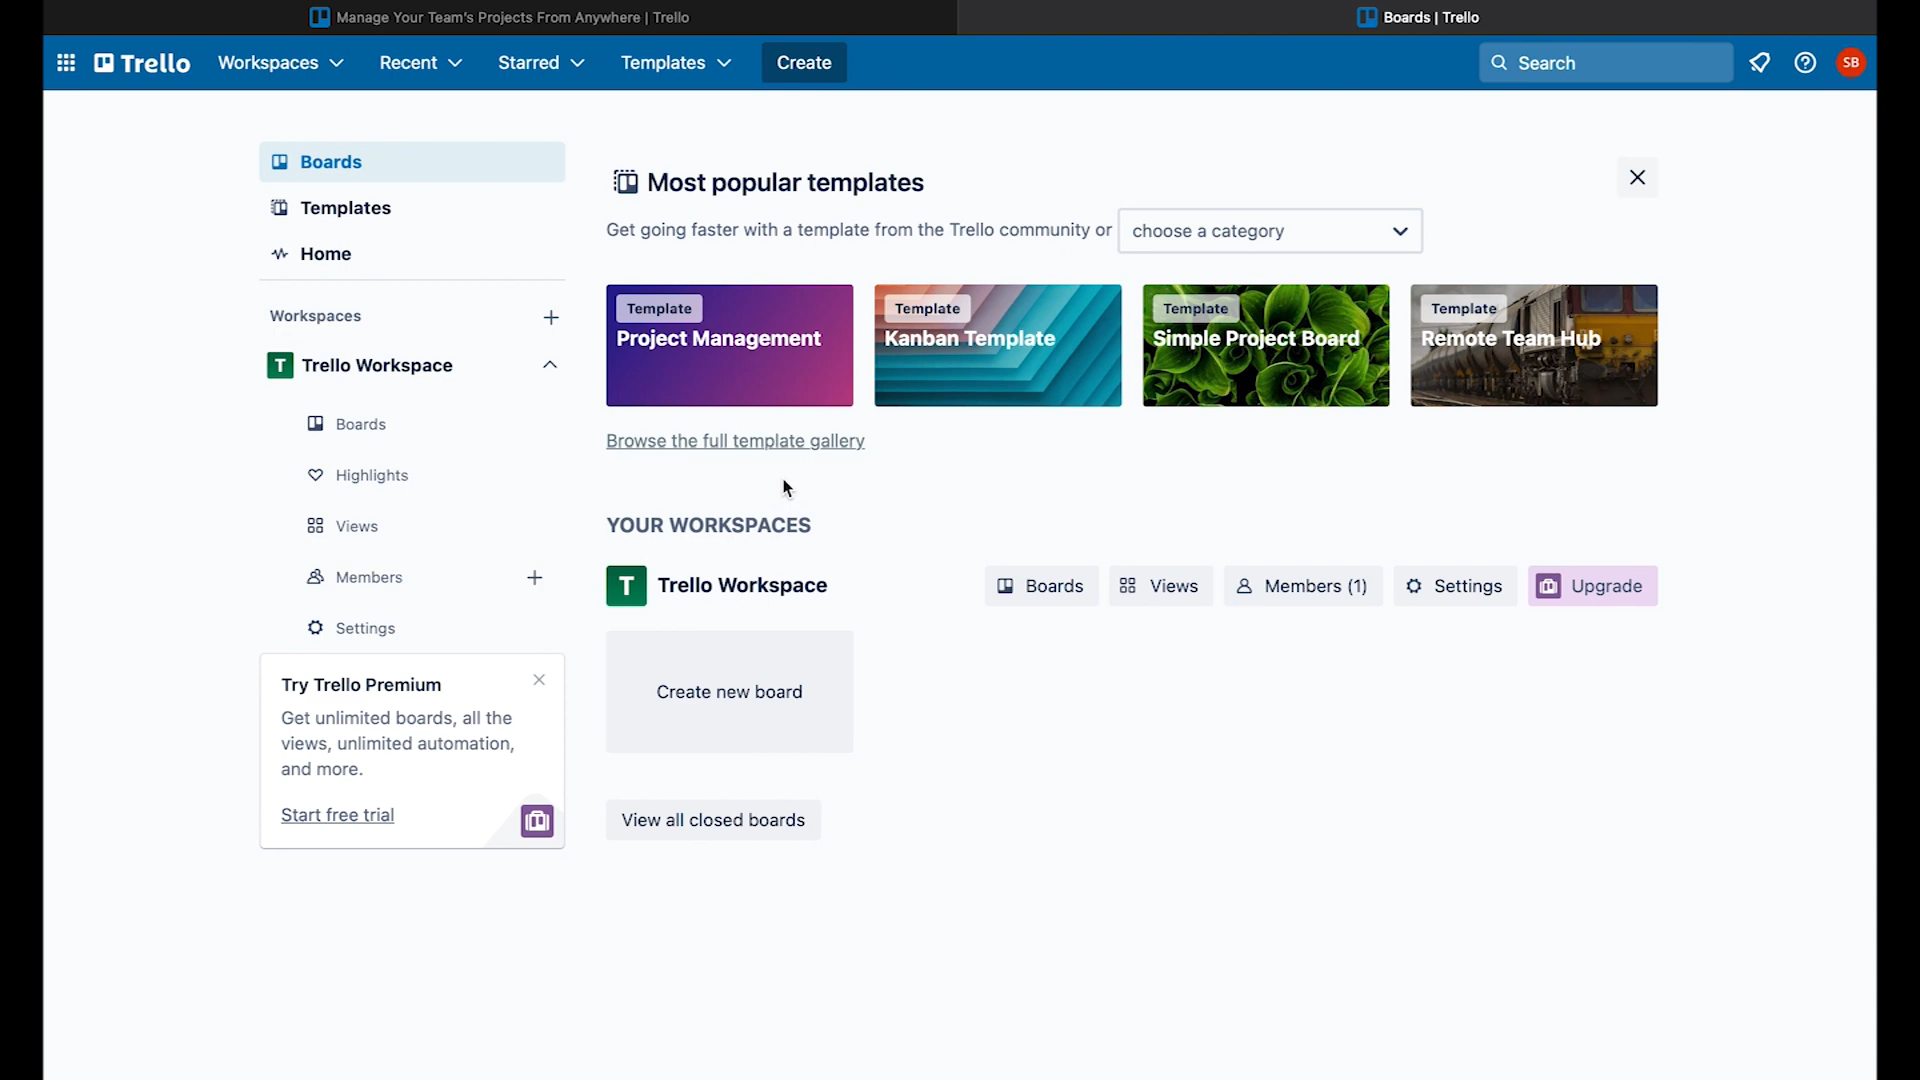 Manage Your Team's Projects From Anywhere | Trello
Boards | Trello
Trello Workspaces Recent Starred Templates Create Search SB
Boards
Templates
Home
Workspaces
T Trello Workspace
Boards
Highlights
Views
Members
Settings
Try Trello Premium
Get unlimited boards, all the
views, unlimited automation,
and more.
Start free trial
Most popular templates
Get going faster with a template from the Trello community or choose a category
Template
Project Management
Template
Kanban Template
Template
Simple Project Board
Template
Remote Team Hub
Browse the full template gallery
YOUR WORKSPACES
T Trello Workspace Boards Views Members (1) Settings Upgrade
Create new board
View all closed boards